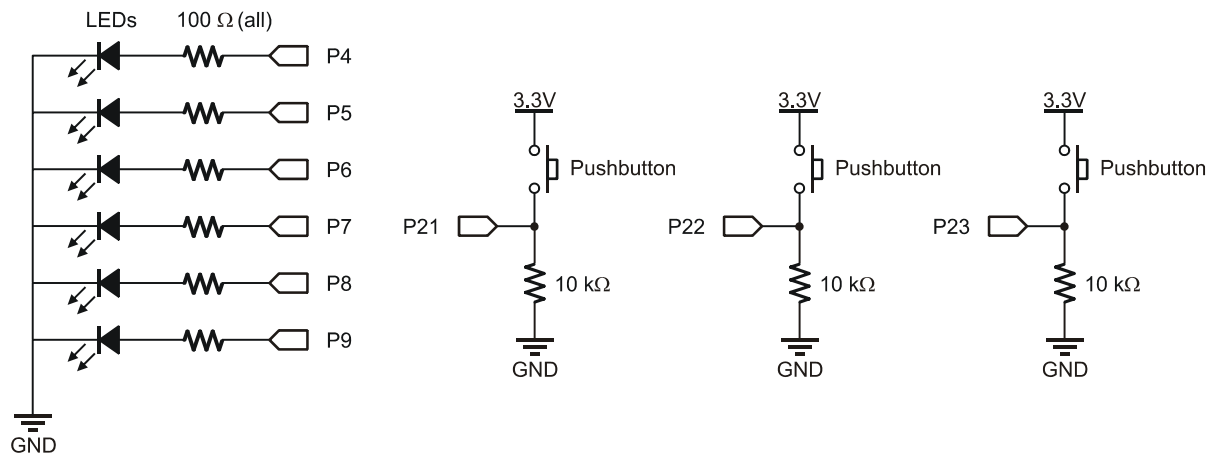 LEDs 100 Ω (all)
P4
P5
P6
P7
P8
P9
GND
3.3V
Pushbutton
P21
10 kΩ
GND
3.3V
Pushbutton
P22
10 kΩ
GND
3.3V
Pushbutton
P23
10 kΩ
GND